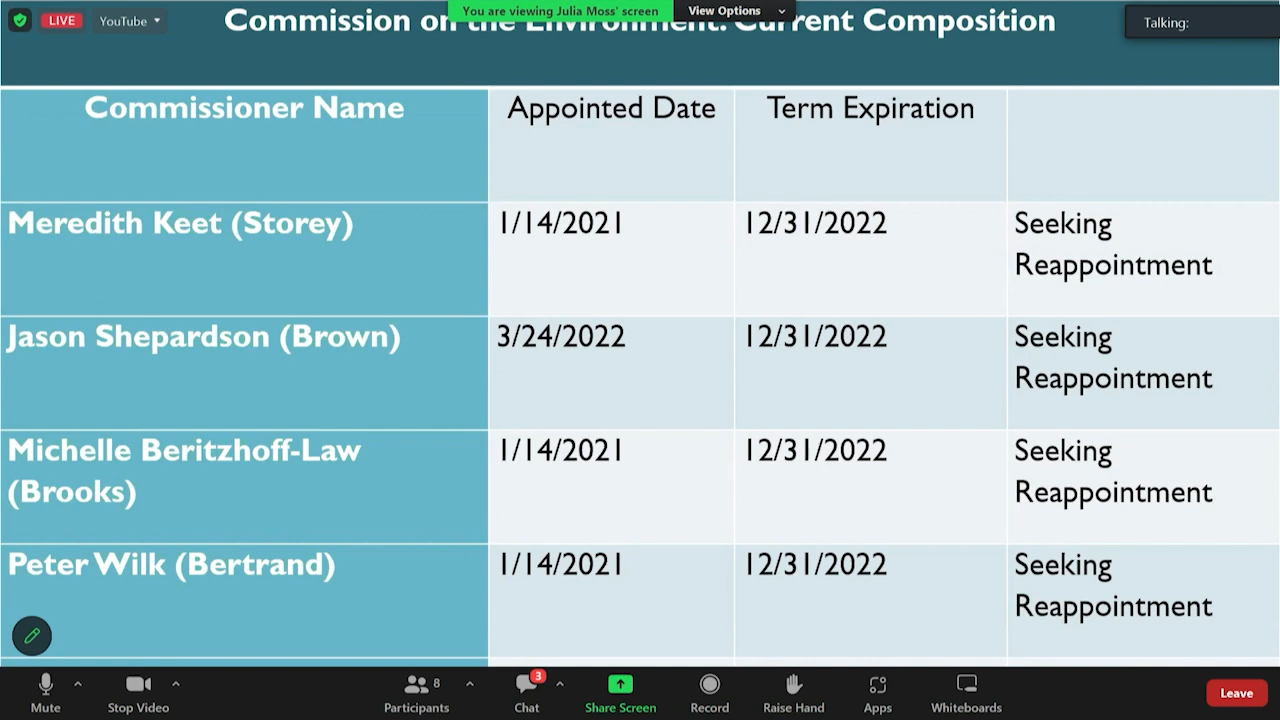 LIVE YouTube
You are viewing Julia Moss' screen View Options
Commission on the Environment: Current Composition
Talking:
Commissioner Name Appointed Date Term Expiration
Meredith Keet (Storey) 1/14/2021 12/31/2022 Seeking
Reappointment
Jason Shepardson (Brown) 3/24/2022 12/31/2022 Seeking
Reappointment
Michelle Beritzhoff-Law 1/14/2021 12/31/2022 Seeking
(Brooks) Reappointment
Peter Wilk (Bertrand) 1/14/2021 12/31/2022 Seeking
Reappointment
8 3
Mute Stop Video Participants Chat Share Screen Record Raise Hand Apps Whiteboards Leave